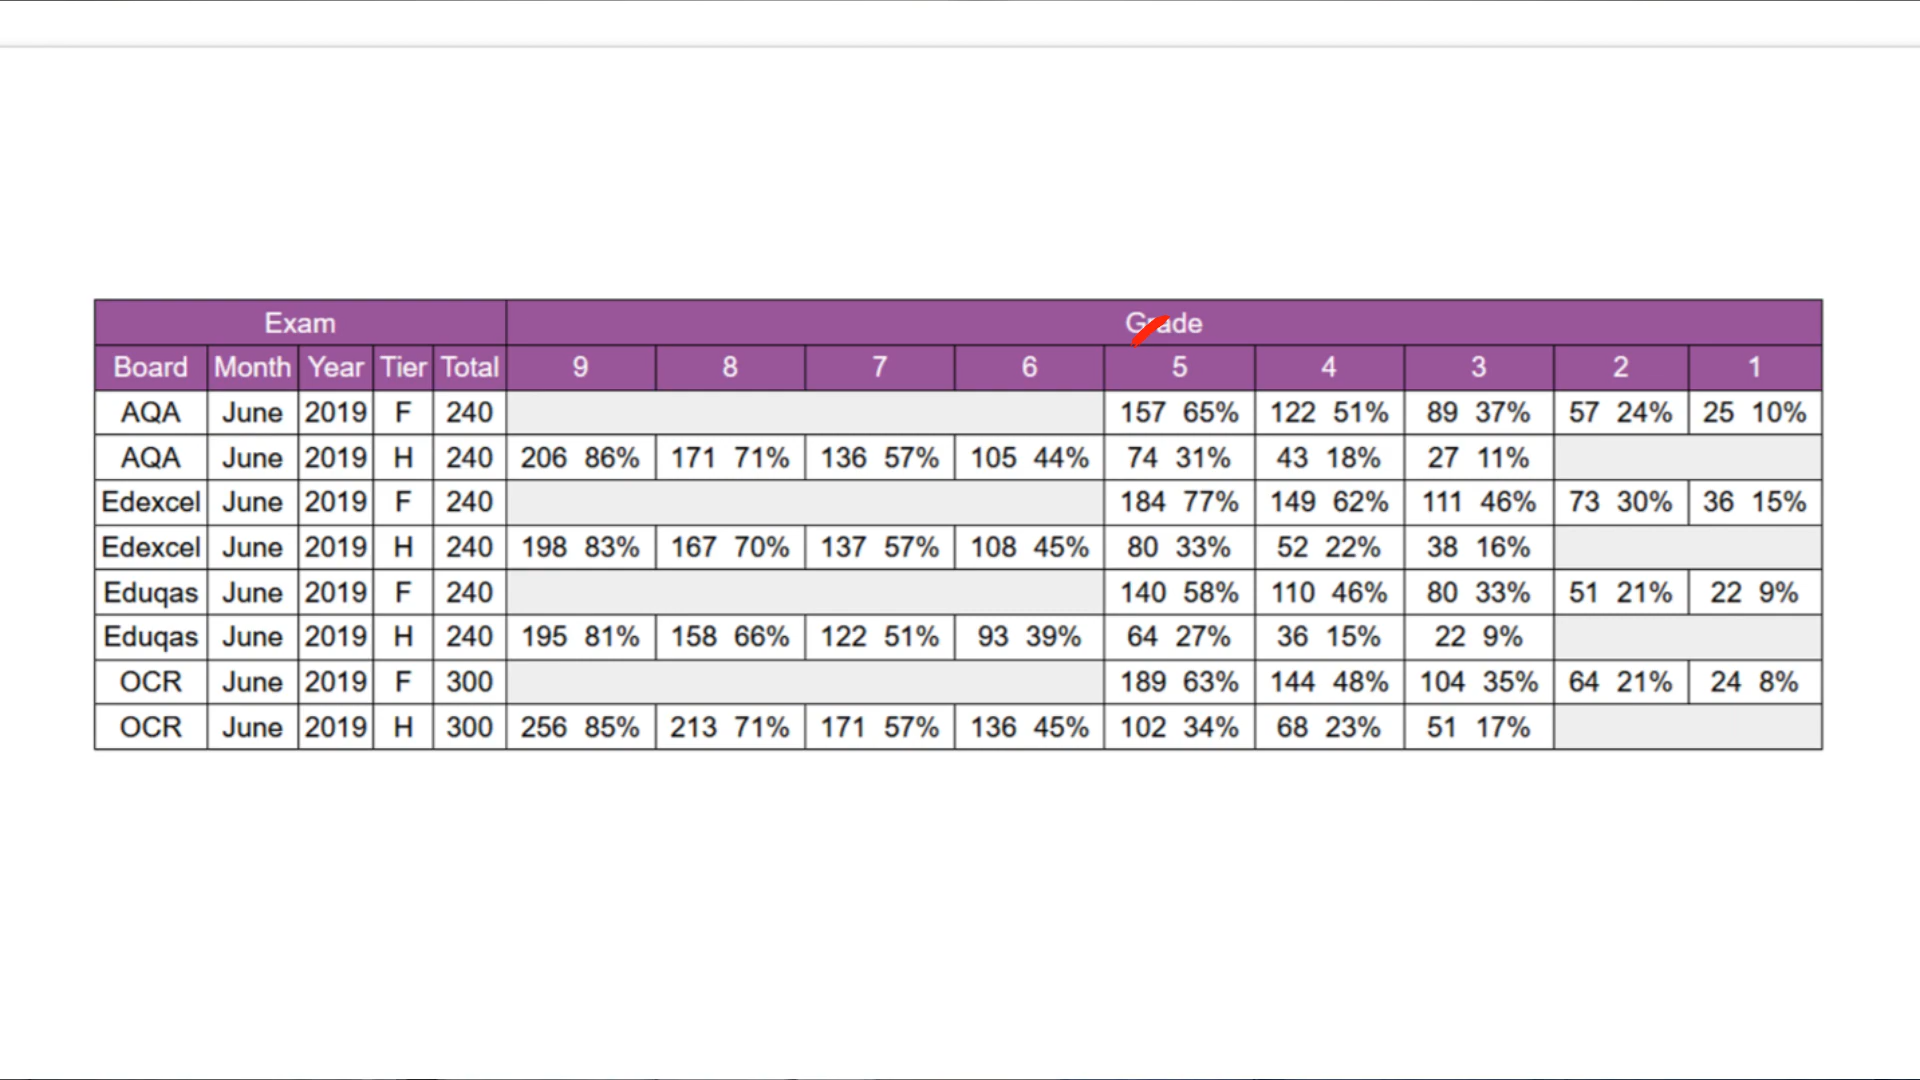 Exam Grade
Board Month Year Tier Total 9 8 7 6 5 4 3 2 1
AQA June 2019 F 240 157 65% 122 51% 89 37% 57 24% 25 10%
AQA June 2019 H 240 206 86% 171 71% 136 57% 105 44% 74 31% 43 18% 27 11%
Edexcel June 2019 F 240 184 77% 149 62% 111 46% 73 30% 36 15%
Edexcel June 2019 H 240 198 83% 167 70% 137 57% 108 45% 80 33% 52 22% 38 16%
Eduqas June 2019 F 240 140 58% 110 46% 80 33% 51 21% 22 9%
Eduqas June 2019 H 240 195 81% 158 66% 122 51% 93 39% 64 27% 36 15% 22 9%
OCR June 2019 F 300 189 63% 144 48% 104 35% 64 21% 24 8%
OCR June 2019 H 300 256 85% 213 71% 171 57% 136 45% 102 34% 68 23% 51 17%